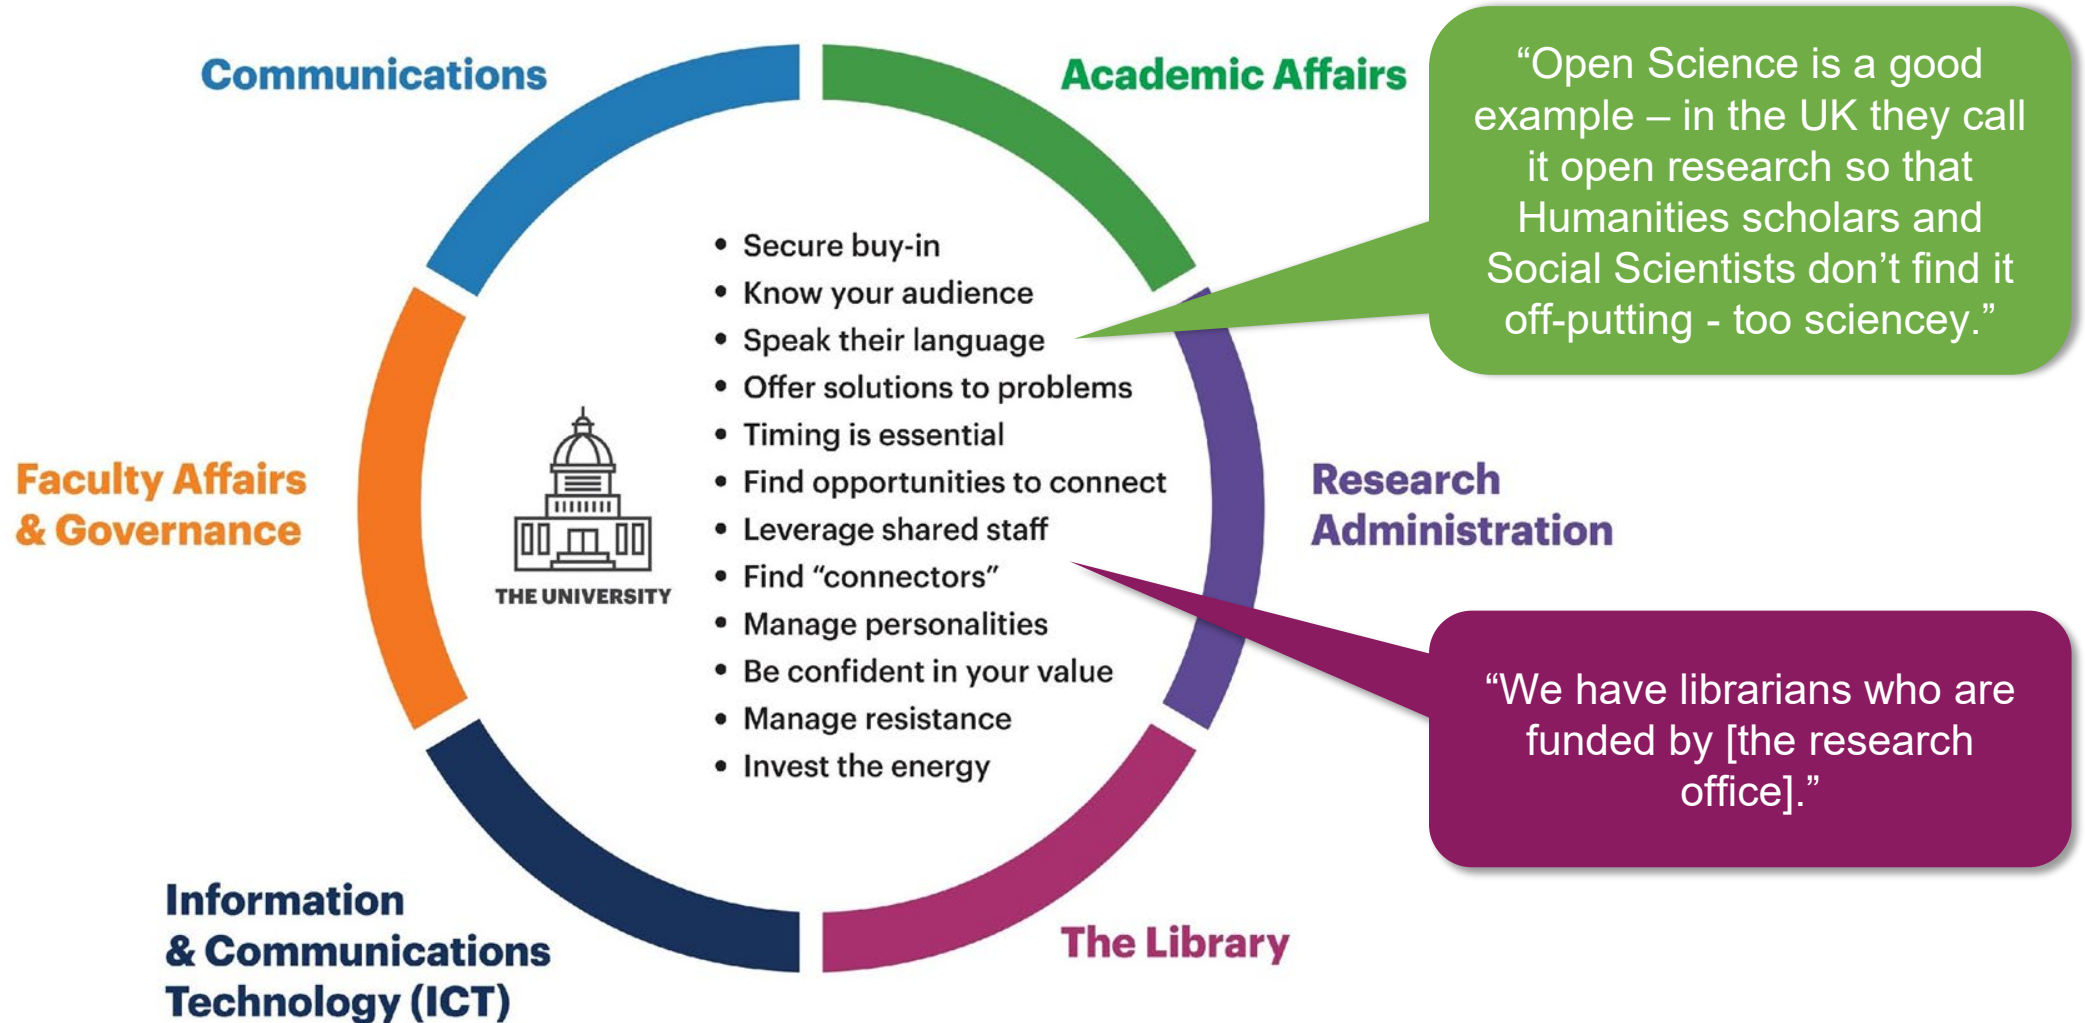 Communications
Academic Affairs
“Open Science is a good
example – in the UK they call
it open research so that
Humanities scholars and
Social Scientists don’t find it
off-putting - too sciencey.”
• Secure buy-in
• Know your audience
• Speak their language
• Offer solutions to problems
• Timing is essential
• Find opportunities to connect
• Leverage shared staff
• Find “connectors”
• Manage personalities
• Be confident in your value
• Manage resistance
• Invest the energy
Faculty Affairs
& Governance
THE UNIVERSITY
Research
Administration
“We have librarians who are
funded by [the research
office].”
Information
& Communications
Technology (ICT)
The Library